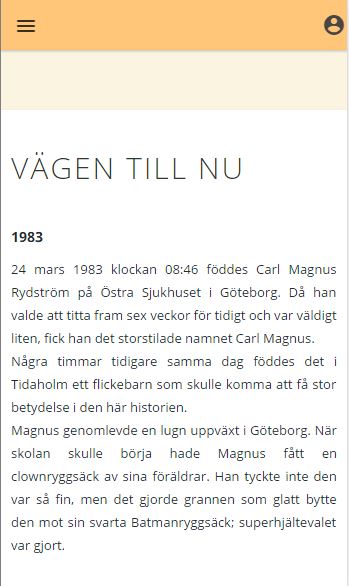 VÄGEN TILL NU
1983
24 mars 1983 klockan 08:46 föddes Carl Magnus
Rydström på Östra Sjukhuset i Göteborg. Då han
valde att titta fram sex veckor för tidigt och var väldigt
liten, fick han det storstilade namnet Carl Magnus.
Några timmar tidigare samma dag föddes det i
Tidaholm ett flickebarn som skulle komma att få stor
betydelse i den här historien.
Magnus genomlevde en lugn uppväxt i Göteborg. När
skolan skulle börja hade Magnus fått en
clownryggsäck av sina föräldrar. Han tyckte inte den
var så fin, men det gjorde grannen som glatt bytte
den mot sin svarta Batmanryggsäck; superhjältevalet
var gjort.